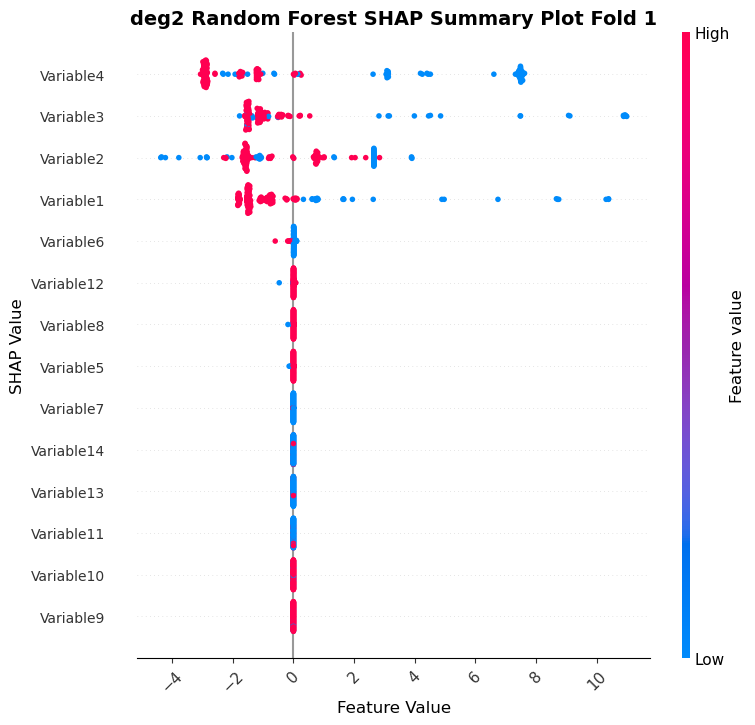 deg2 Random Forest SHAP Summary Plot Fold 1
High
Variable4
Variable3
Variable2
Variable1
Variable6
Variable12
Variable8
Variable5
Variable7
Variable14
Variable13
Variable11
Variable10
Variable9
SHAP Value
Feature value
Low
−4 −2 0 2 4 6 8 10
Feature Value